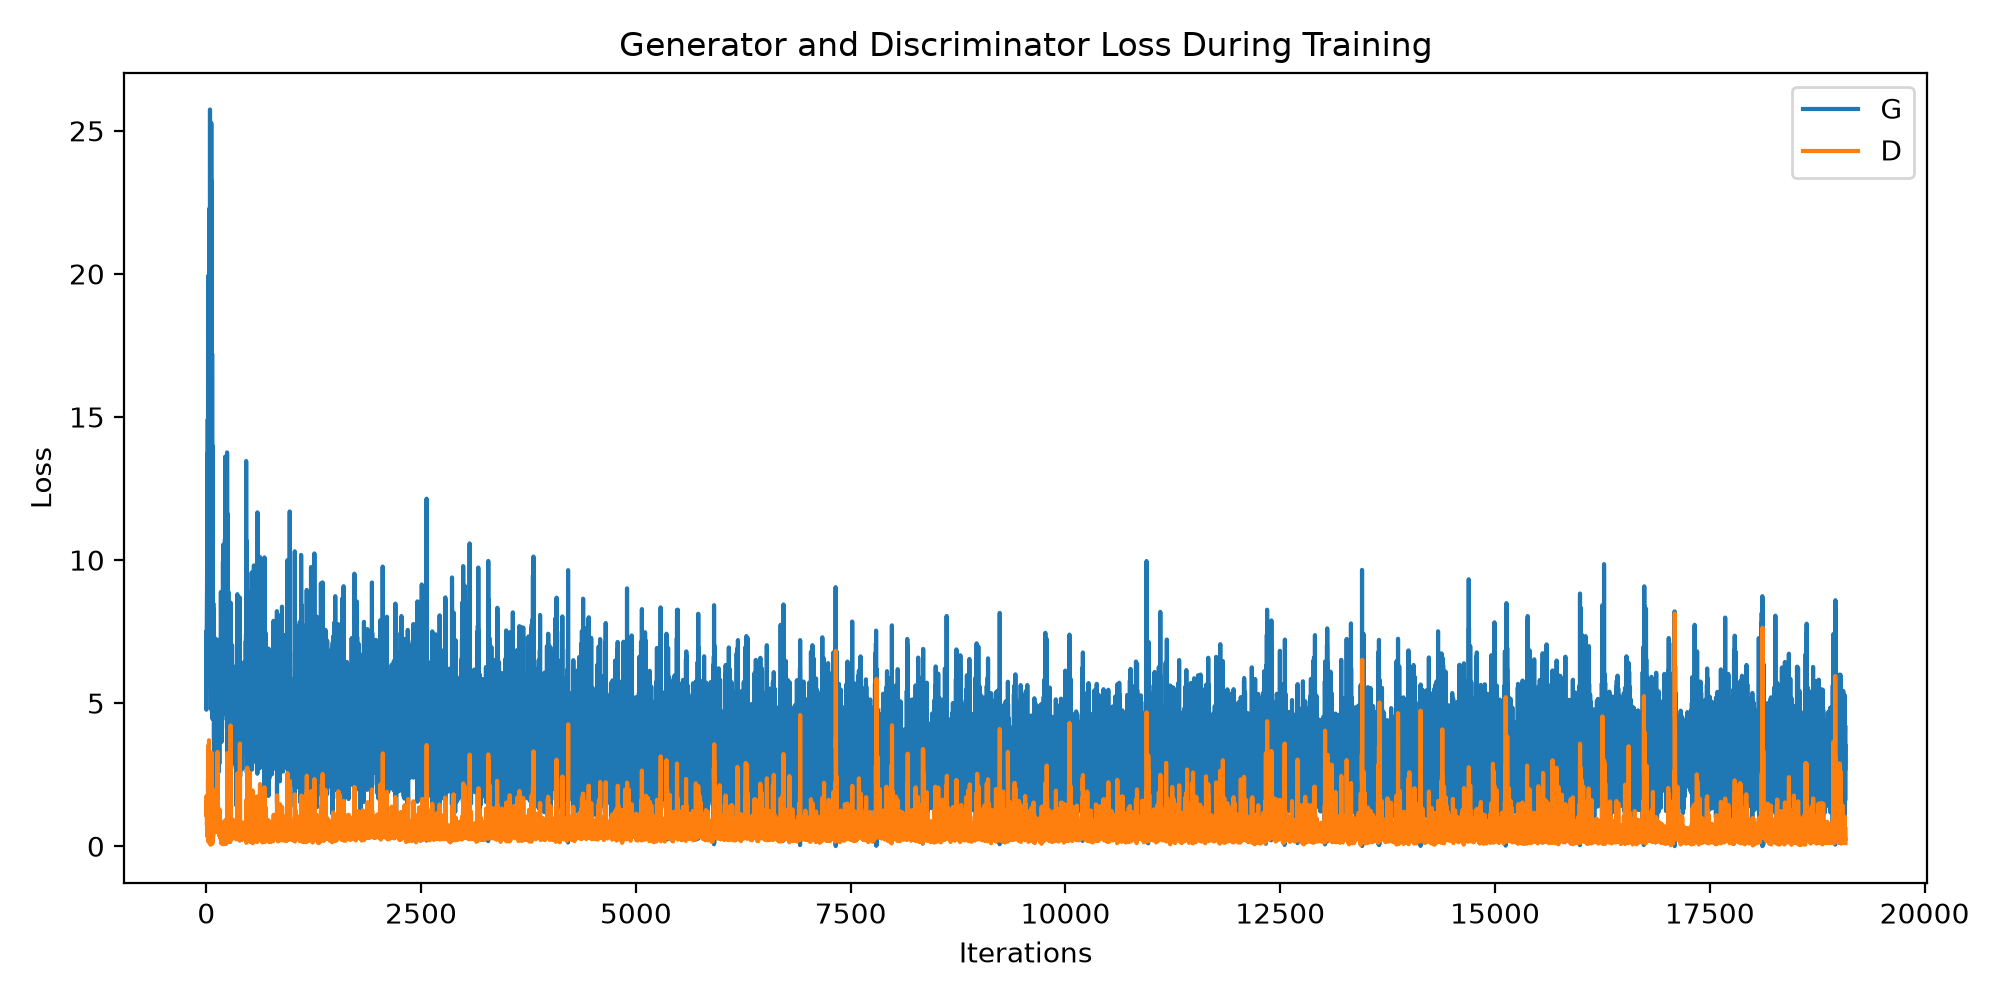 Generator and Discriminator Loss During Training
G
D
25
20
15
10
5
0
Loss
0 2500 5000 7500 10000 12500 15000 17500 20000
Iterations